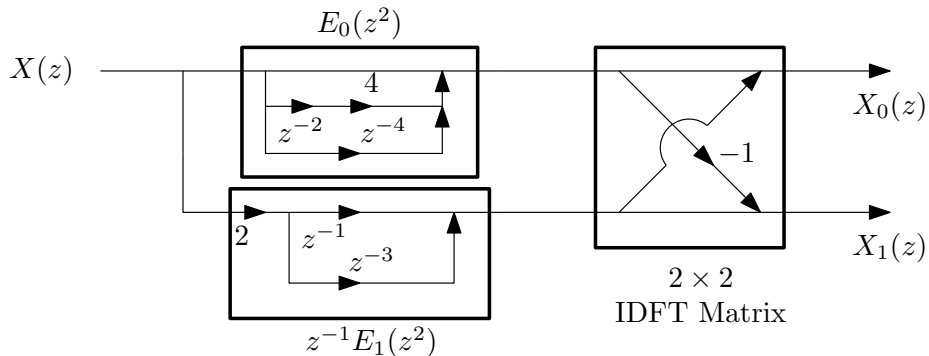 E_0(z^2)
X(z)
4
z^{-2}
z^{-4}
X_0(z)
-1
2
z^{-1}
z^{-3}
X_1(z)
2 × 2
IDFT Matrix
z^{-1}E_1(z^2)